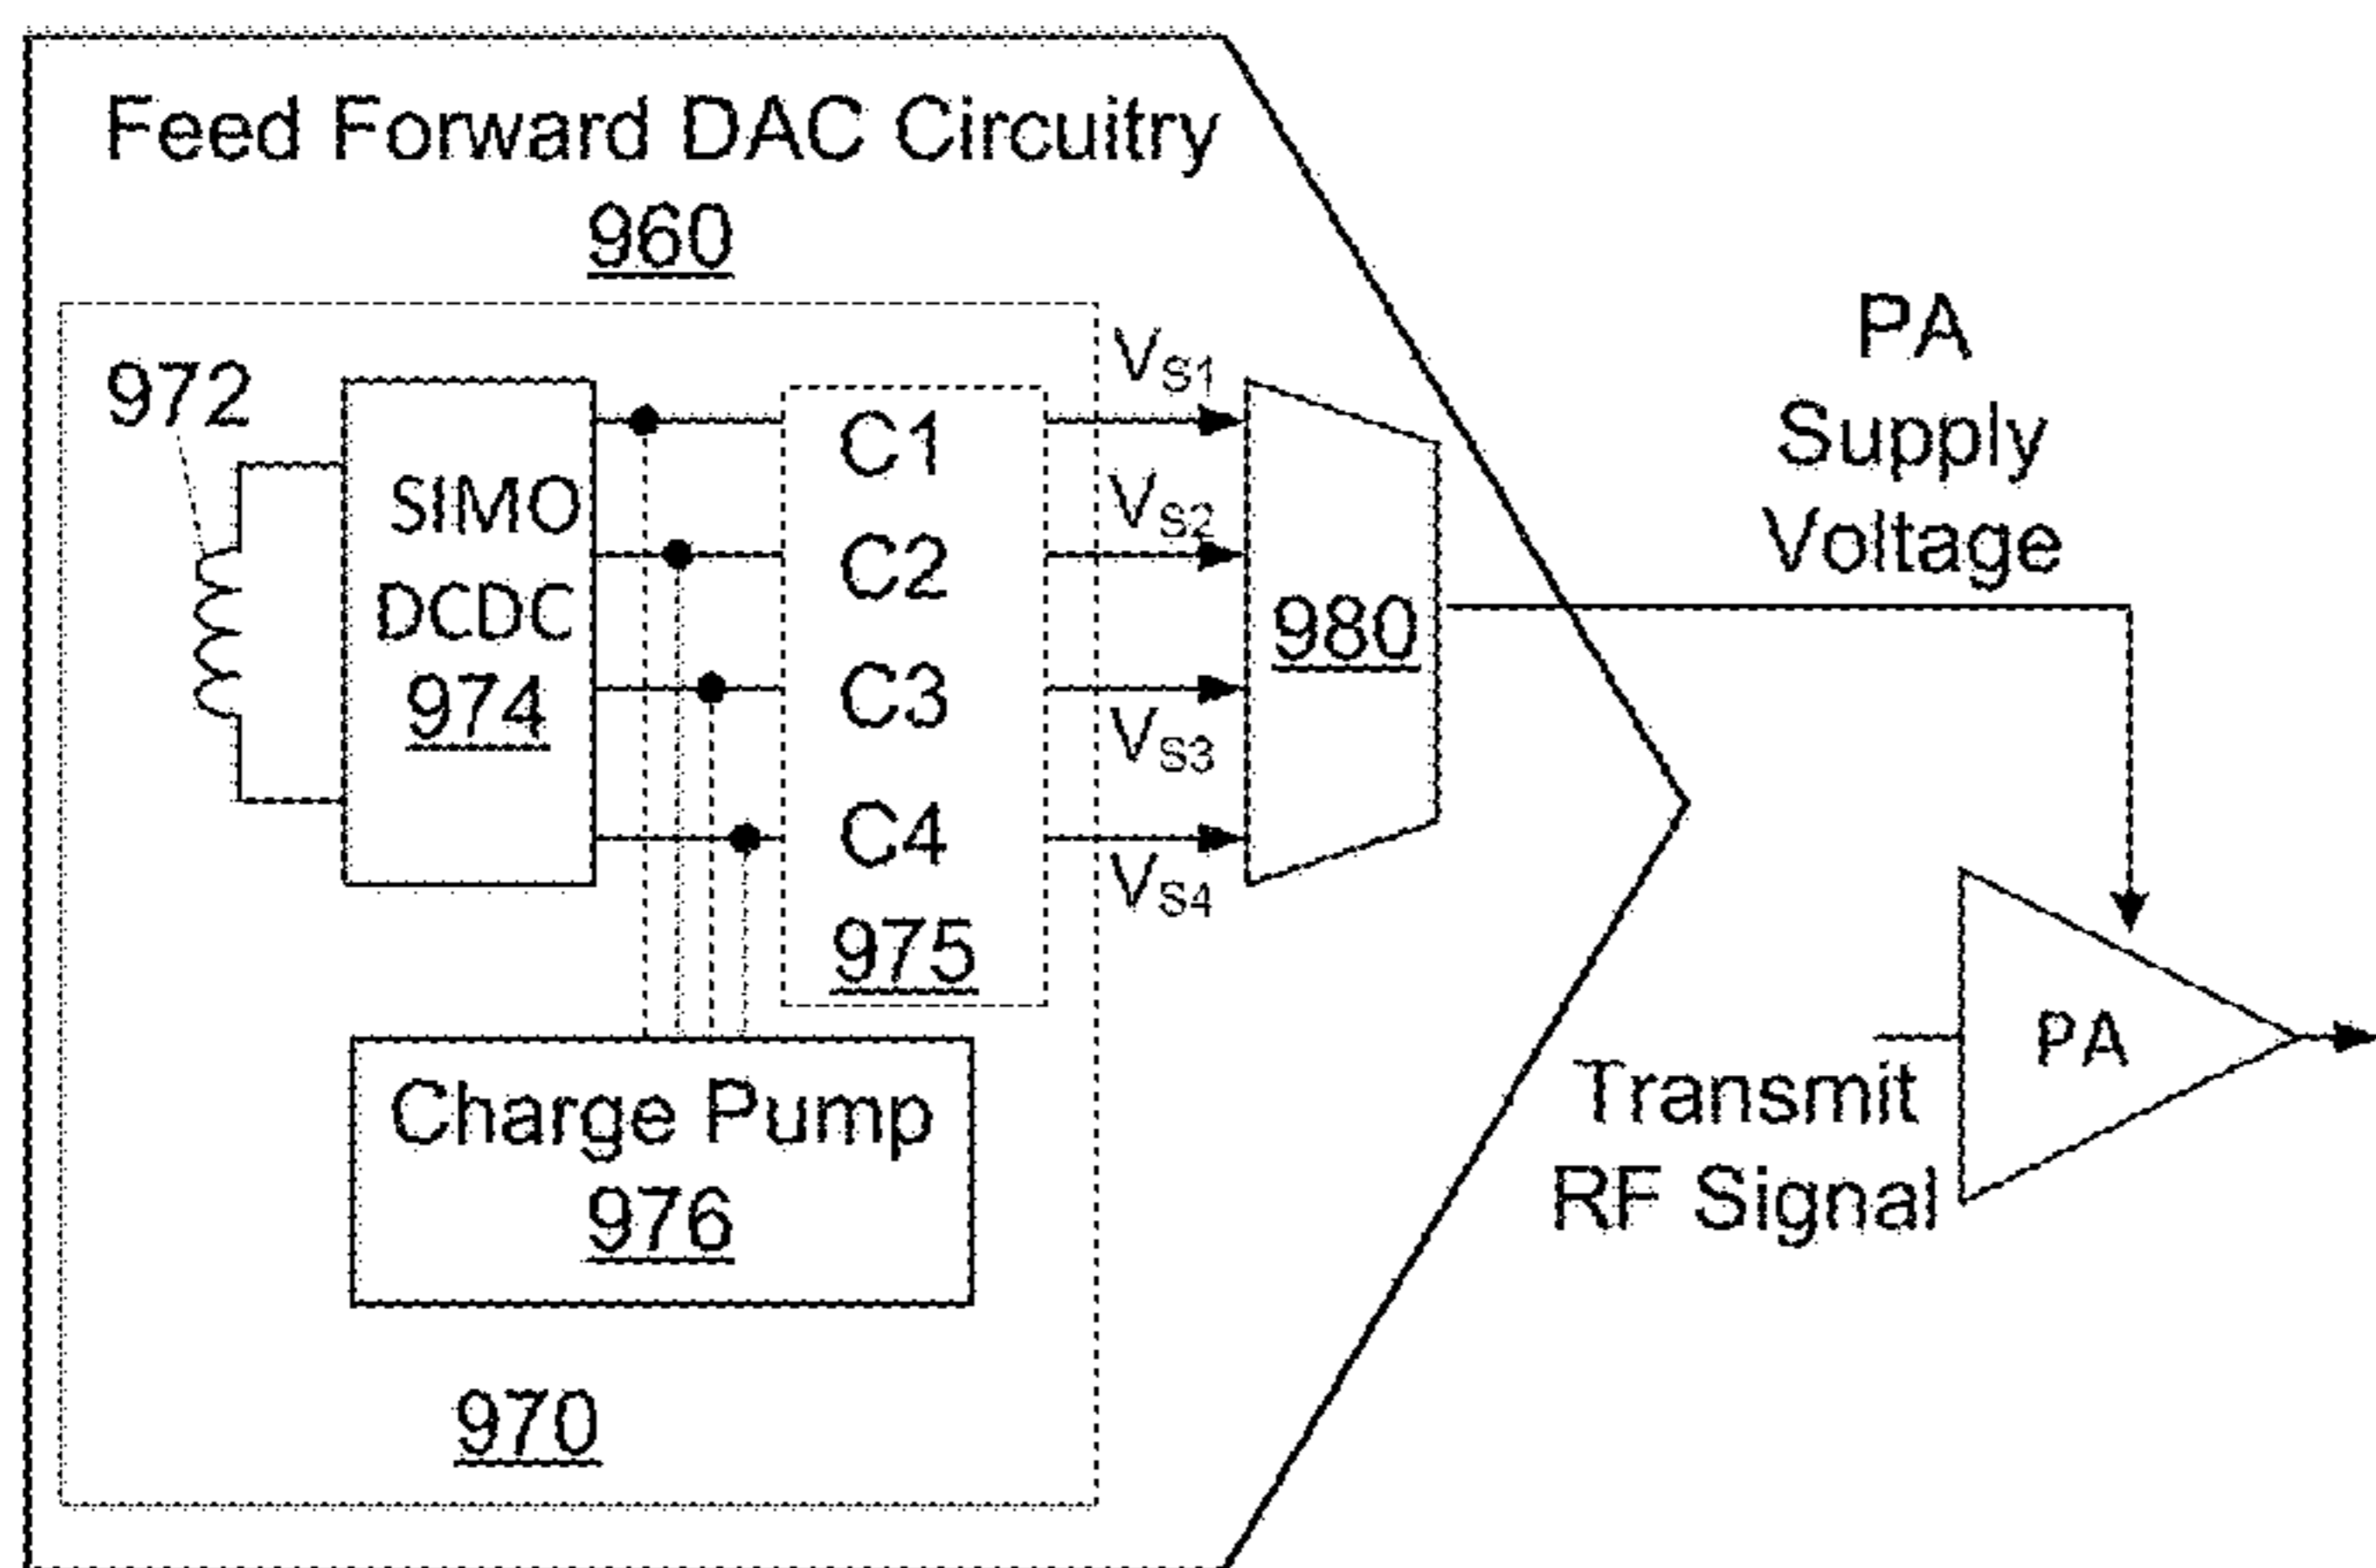 Feed Forward DAC Circuitry
960
972
SIMO
DCDC
974
C1
C2
C3
C4
975
VS1
VS2
VS3
VS4
980
Charge Pump
976
970
PA
Supply
Voltage
PA
Transmit
RF Signal